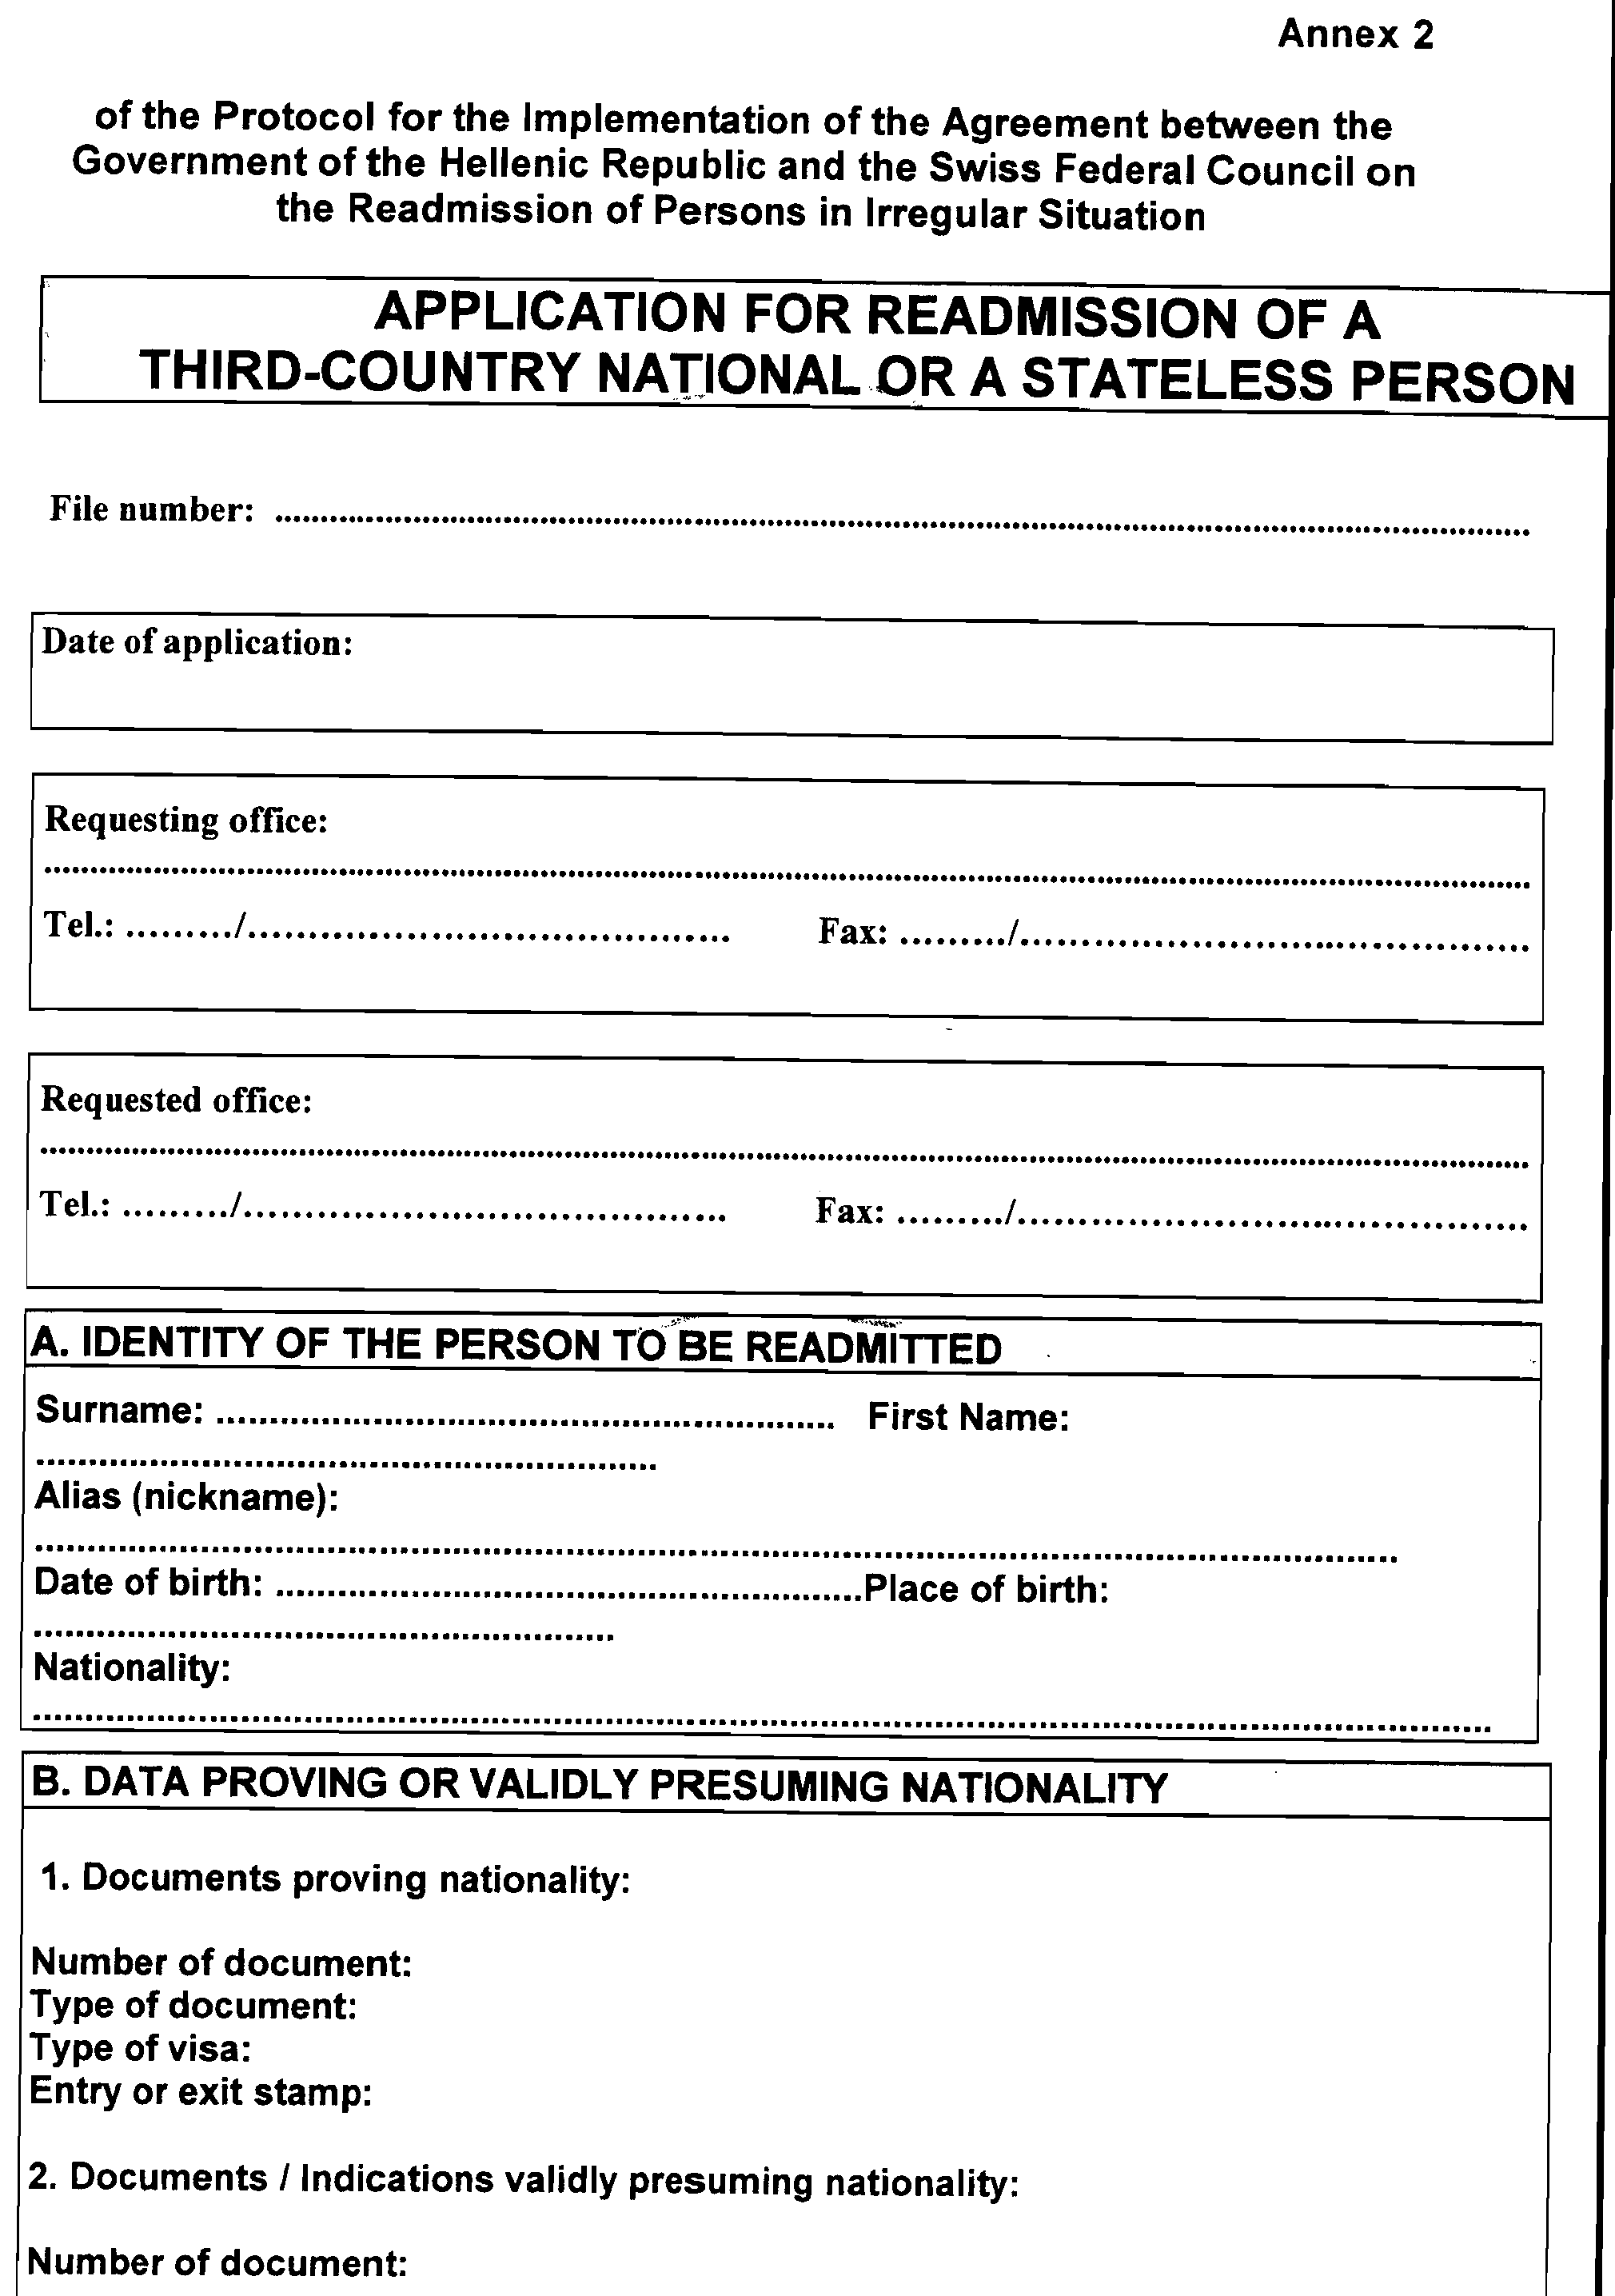 Annex 2
of the Protocol for the Implementation of the Agreement between the
Government of the Hellenic Republic and the Swiss Federal Council on
the Readmission of Persons in Irregular Situation
APPLICATION FOR READMISSION OF A
THIRD-COUNTRY NATIONAL OR A STATELESS PERSON
File number: ................................................................................
Date of application:
Requesting office:
................................................................................
Tel.: ........./....................................... Fax: ........./.......................................
Requested office:
................................................................................
Tel.: ........./....................................... Fax: ........./.......................................
A. IDENTITY OF THE PERSON TO BE READMITTED
Surname: .................................................. First Name:
..................................................
Alias (nickname):
................................................................................
Date of birth: ..............................................Place of birth:
..............................................
Nationality:
................................................................................
B. DATA PROVING OR VALIDLY PRESUMING NATIONALITY
1. Documents proving nationality:
Number of document:
Type of document:
Type of visa:
Entry or exit stamp:
2. Documents / Indications validly presuming nationality:
Number of document: